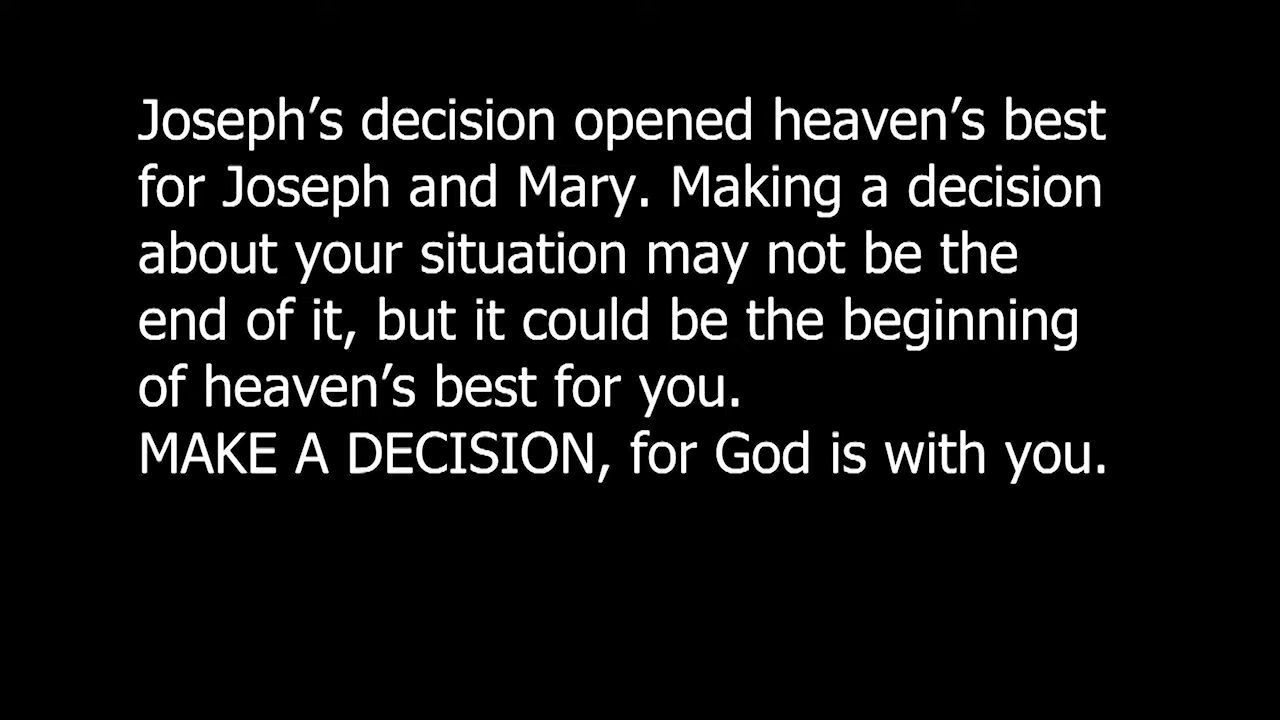 Joseph’s decision opened heaven’s best
for Joseph and Mary. Making a decision
about your situation may not be the
end of it, but it could be the beginning
of heaven’s best for you.
MAKE A DECISION, for God is with you.